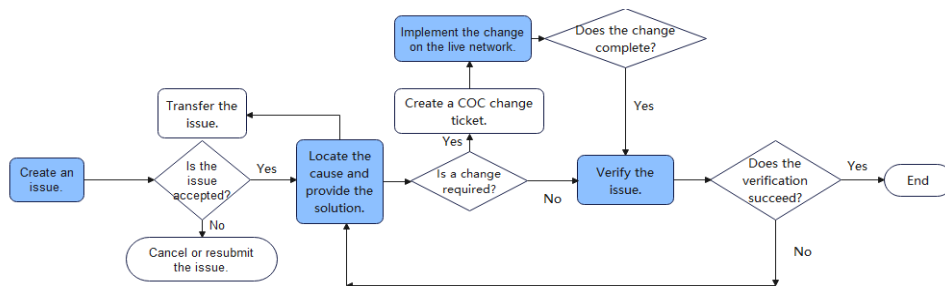 Implement the change
on the live network.
Does the change
complete?
Transfer the
issue.
Create a COC change
ticket.
Yes
Yes
Create an
issue.
Is the
issue
accepted?
Yes
No
Cancel or resubmit
the issue.
Locate the
cause and
provide the
solution.
Is a change
required?
No
Verify the
issue.
Does the
verification
succeed?
Yes
No
End